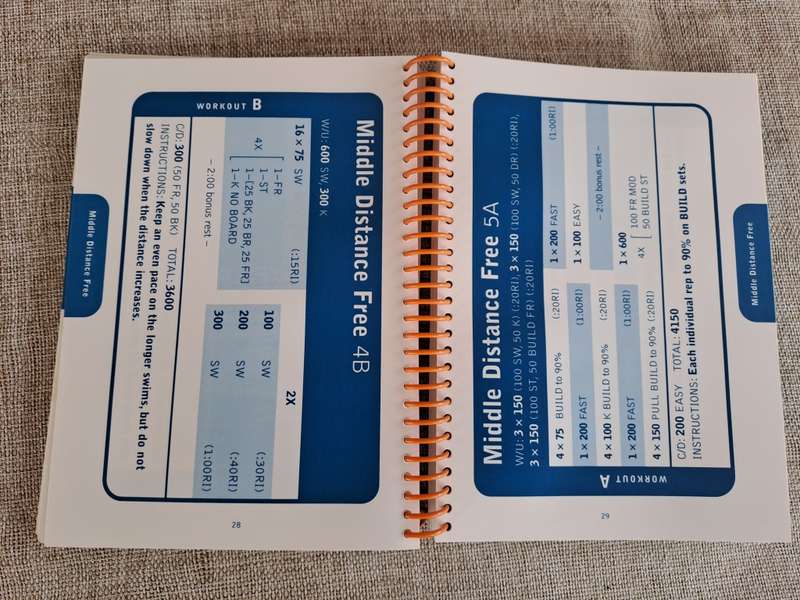 Middle Distance Free
WORKOUT B
Middle Distance Free 4B
W/U: 600 SW, 300 K
16 × 75 SW (:15RI)
4X
1–FR
1–ST
1–[25 BK, 25 BR, 25 FR]
1–K NO BOARD
– 2:00 bonus rest –
2X
100 SW (:30RI)
200 SW (:40RI)
300 SW (1:00RI)
C/D: 300 (50 FR, 50 BK) TOTAL: 3600
INSTRUCTIONS: Keep an even pace on the longer swims, but do not
slow down when the distance increases.
28
Middle Distance Free 5A
W/U: 3 × 150 (100 SW, 50 K) (:20RI), 3 × 150 (100 SW, 50 DR) (:20RI),
3 × 150 (100 ST, 50 BUILD FR) (:20RI)
4 × 75 BUILD to 90% (:20RI)
1 × 200 FAST (1:00RI)
4 × 100 K BUILD to 90% (:20RI)
1 × 200 FAST (1:00RI)
4 × 150 PULL BUILD to 90% (:20RI)
1 × 200 FAST (1:00RI)
1 × 100 EASY
– 2:00 bonus rest –
1 × 600
4X
100 FR MOD
50 BUILD ST
C/D: 200 EASY TOTAL: 4150
INSTRUCTIONS: Each individual rep to 90% on BUILD sets.
WORKOUT A
Middle Distance Free
29